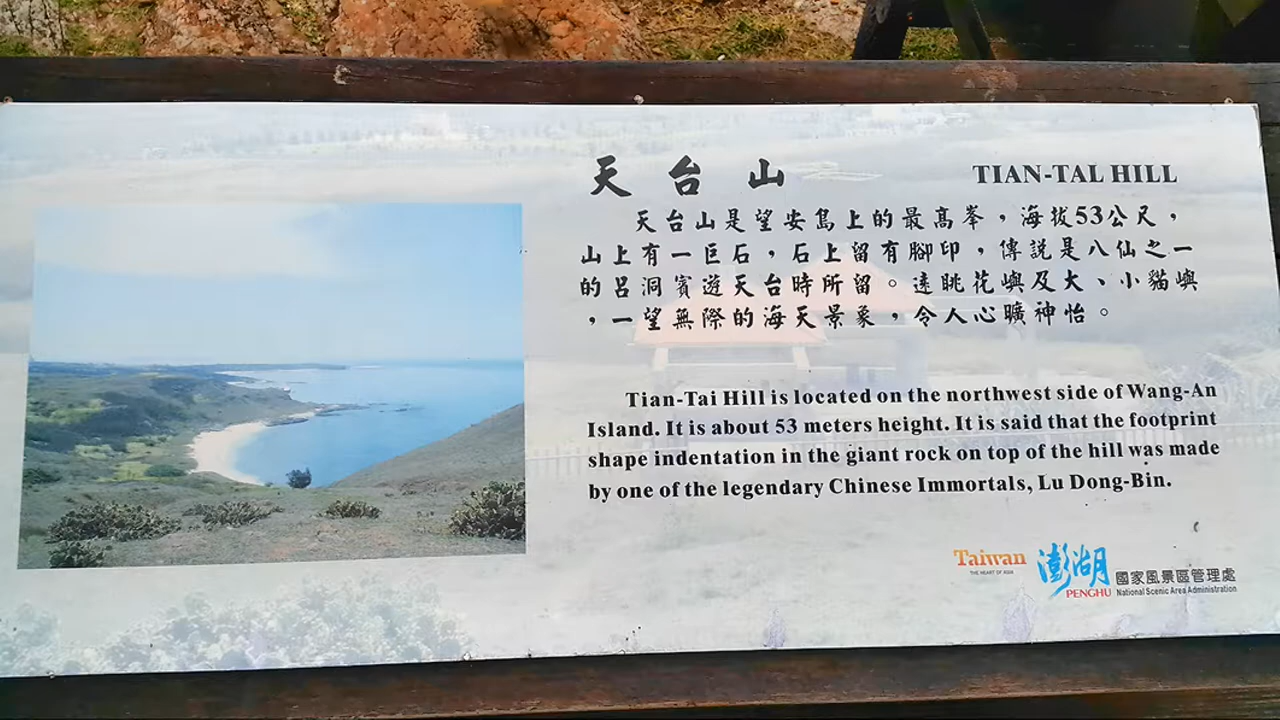 天台山
TIAN-TAL HILL
天台山是望安島上的最高峯，海拔53公尺，
山上有一巨石，石上留有腳印，傳說是八仙之一
的呂洞賓遊天台時所留。遠眺花嶼及大、小貓嶼
，一望無際的海天景象，令人心曠神怡。
Tian-Tai Hill is located on the northwest side of Wang-An
Island. It is about 53 meters height. It is said that the footprint
shape indentation in the giant rock on top of the hill was made
by one of the legendary Chinese Immortals, Lu Dong-Bin.
Taiwan
THE HEART OF ASIA
澎湖
PENGHU
國家風景區管理處
National Scenic Area Administration